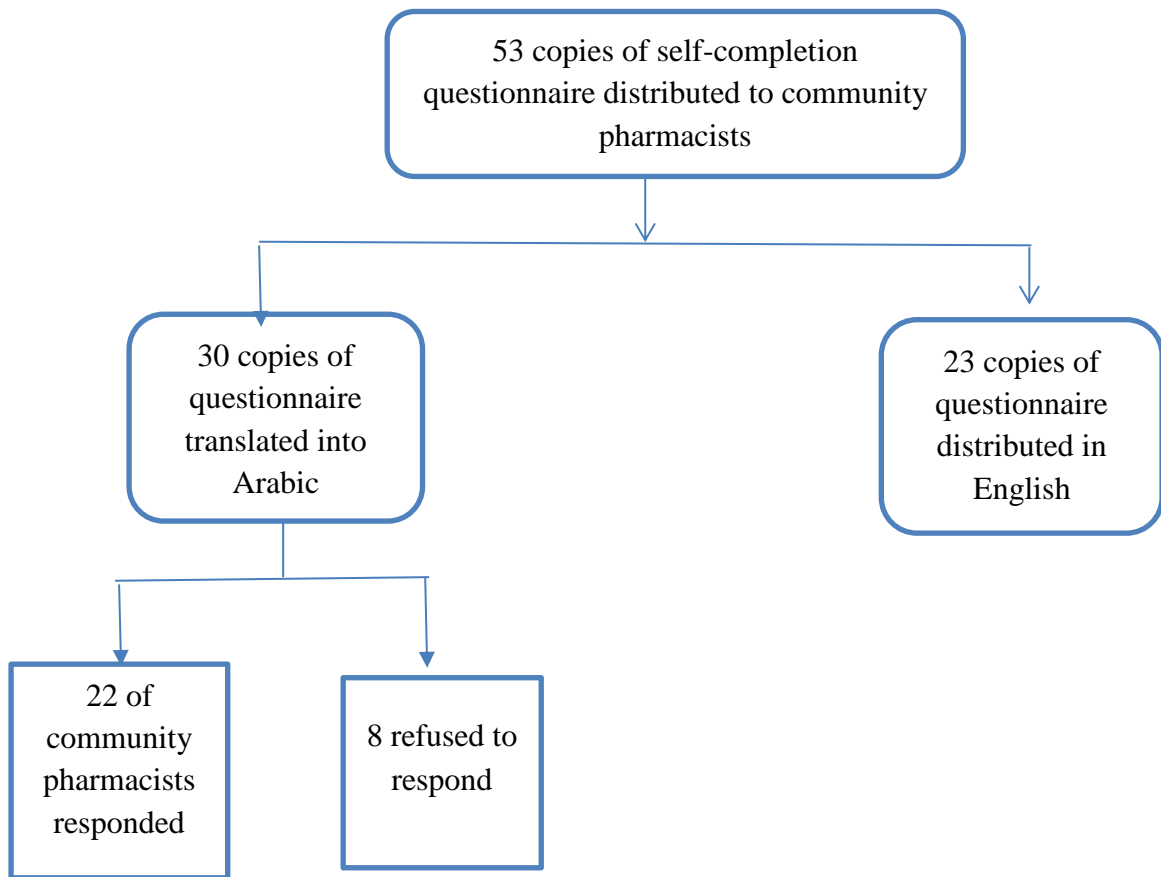 53 copies of self-completion
questionnaire distributed to community
pharmacists
30 copies of
questionnaire
translated into
Arabic
23 copies of
questionnaire
distributed in
English
22 of
community
pharmacists
responded
8 refused to
respond